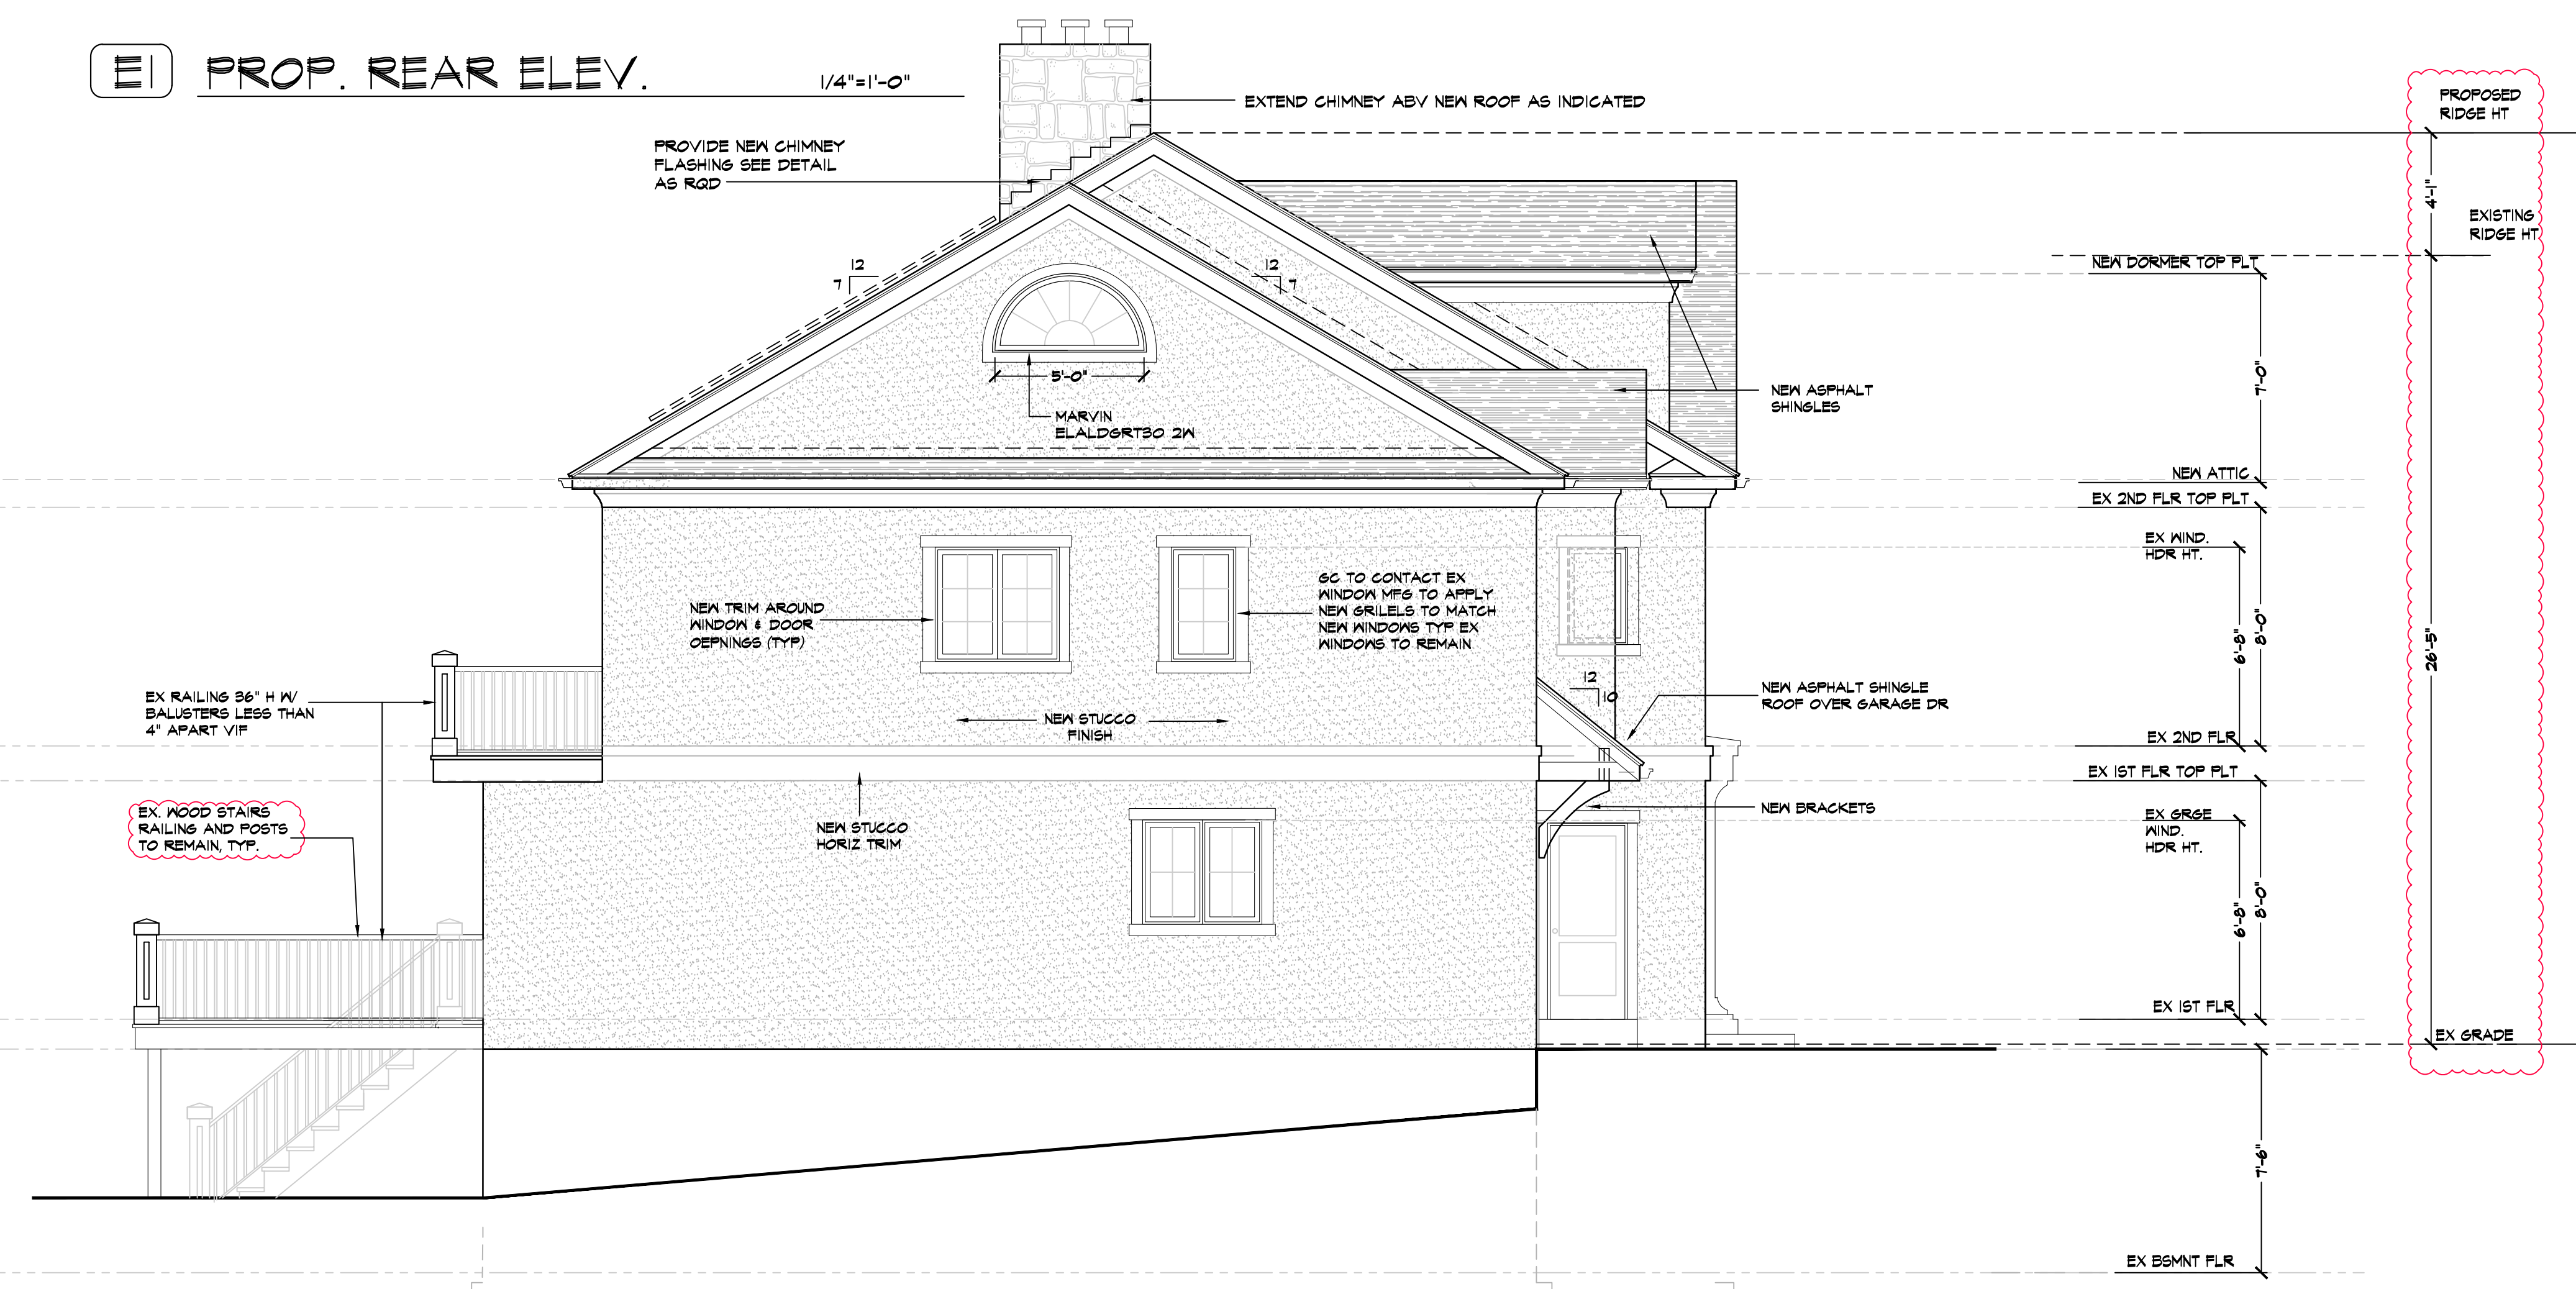 E1 PROP. REAR ELEV. 1/4"=1'-0"
EXTEND CHIMNEY ABV NEW ROOF AS INDICATED
PROVIDE NEW CHIMNEY
FLASHING SEE DETAIL
AS RQD
PROPOSED
RIDGE HT
4'-1"
EXISTING
RIDGE HT
12
7
12
7
NEW DORMER TOP PLT
5'-0"
7'-0"
MARVIN
ELALDGRT30 2W
NEW ASPHALT
SHINGLES
NEW ATTIC
EX 2ND FLR TOP PLT
EX WIND.
HDR HT.
NEW TRIM AROUND
WINDOW & DOOR
OEPNINGS (TYP)
GC TO CONTACT EX
WINDOW MFG TO APPLY
NEW GRILELS TO MATCH
NEW WINDOWS TYP EX
WINDOWS TO REMAIN
6'-8"
8'-0"
26'-5"
12
10
EX RAILING 36" H W/
BALUSTERS LESS THAN
4" APART VIF
NEW ASPHALT SHINGLE
ROOF OVER GARAGE DR
NEW STUCCO
FINISH
EX 2ND FLR
EX 1ST FLR TOP PLT
EX. WOOD STAIRS
RAILING AND POSTS
TO REMAIN, TYP.
NEW STUCCO
HORIZ TRIM
NEW BRACKETS
EX GRGE
WIND.
HDR HT.
6'-8"
8'-0"
EX 1ST FLR
EX GRADE
7'-6"
EX BSMNT FLR